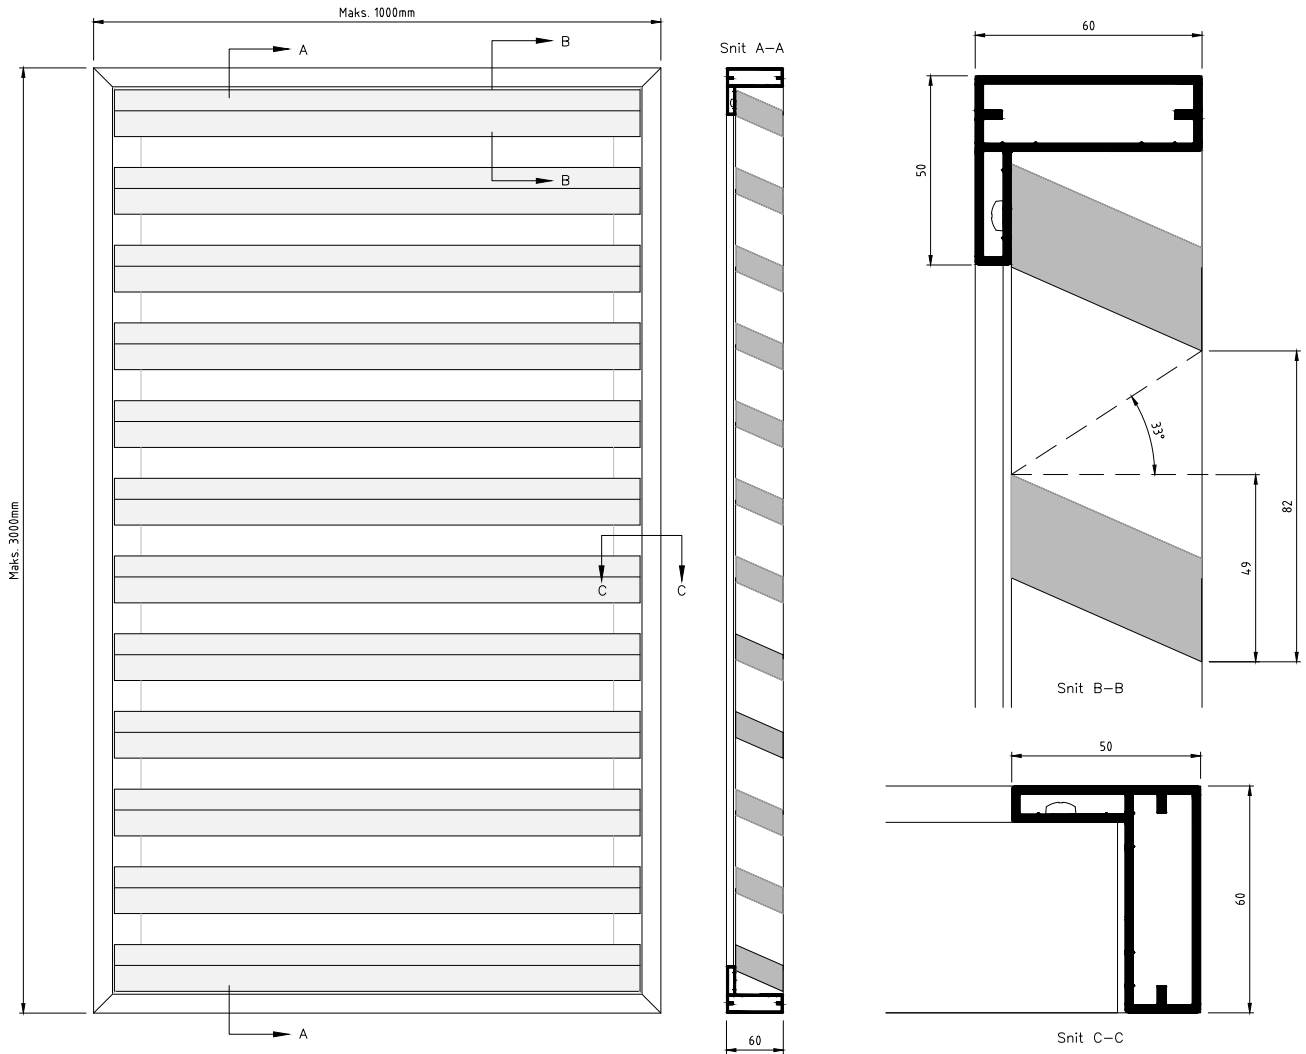 Maks. 1000mm
A
B
Snit A-A
60
50
B
33°
82
Maks. 3000mm
49
C
C
Snit B-B
50
60
A
60
Snit C-C